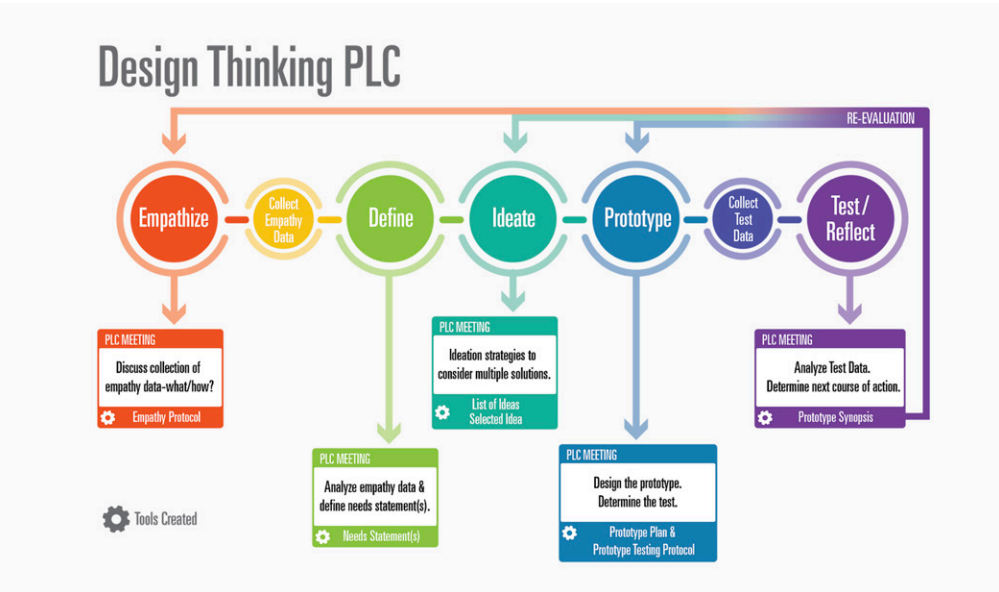 Design Thinking PLC
RE-EVALUATION
Empathize
Collect
Empathy
Data
Define
Ideate
Prototype
Collect
Test
Data
Test/
Reflect
PLC MEETING
Discuss collection of
empathy data-what/how?
Empathy Protocol
PLC MEETING
Analyze empathy data &
define needs statement(s).
Needs Statement(s)
PLC MEETING
Ideation strategies to
consider multiple solutions.
List of Ideas
Selected Idea
PLC MEETING
Design the prototype.
Determine the test.
Prototype Plan &
Prototype Testing Protocol
PLC MEETING
Analyze Test Data.
Determine next course of action.
Prototype Synopsis
Tools Created